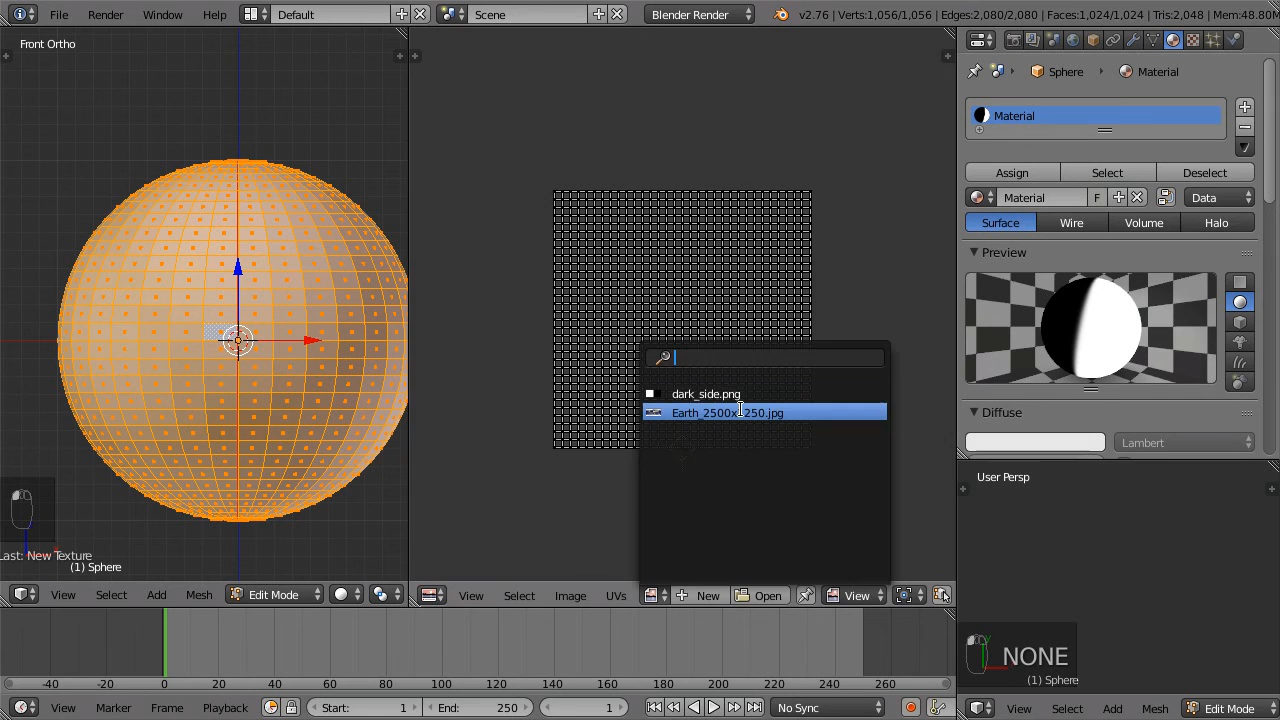 File Render Window Help Default Scene Blender Render v2.76 | Verts:1,056/1,056 | Edges:2,080/2,080 | Faces:1,024/1,024 | Tris:2,048 | Mem:48.80M
Front Ortho
Sphere Material
Material
Assign Select Deselect
Material F Data
Surface Wire Volume Halo
Preview
dark_side.png
Earth_2500x1250.jpg
Diffuse
Lambert
User Persp
Last: New Texture
(1) Sphere
View Select Add Mesh Edit Mode
View Select Image UVs New Open View
NONE
(1) Sphere
-40 -20 0 20 40 60 80 100 120 140 160 180 200 220 240 260
View Marker Frame Playback Start: 1 End: 250 1 No Sync
View Select Add Mesh Edit Mode